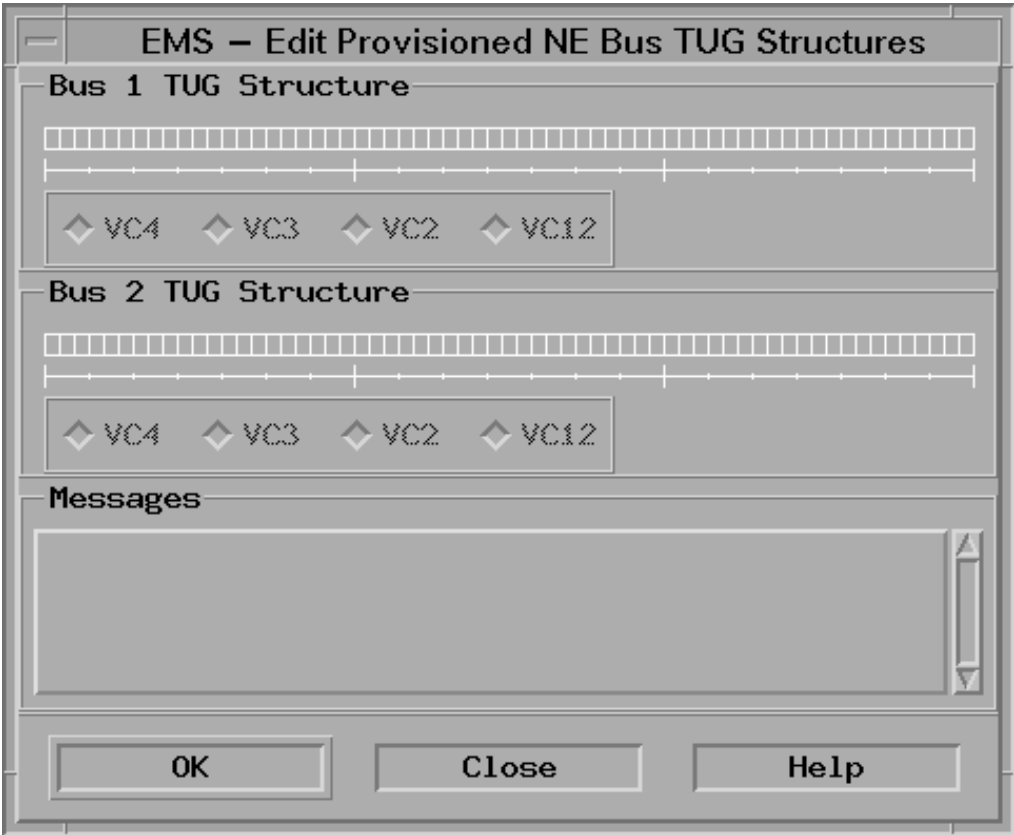 EMS – Edit Provisioned NE Bus TUG Structures
Bus 1 TUG Structure
VC4 VC3 VC2 VC12
Bus 2 TUG Structure
VC4 VC3 VC2 VC12
Messages
OK Close Help